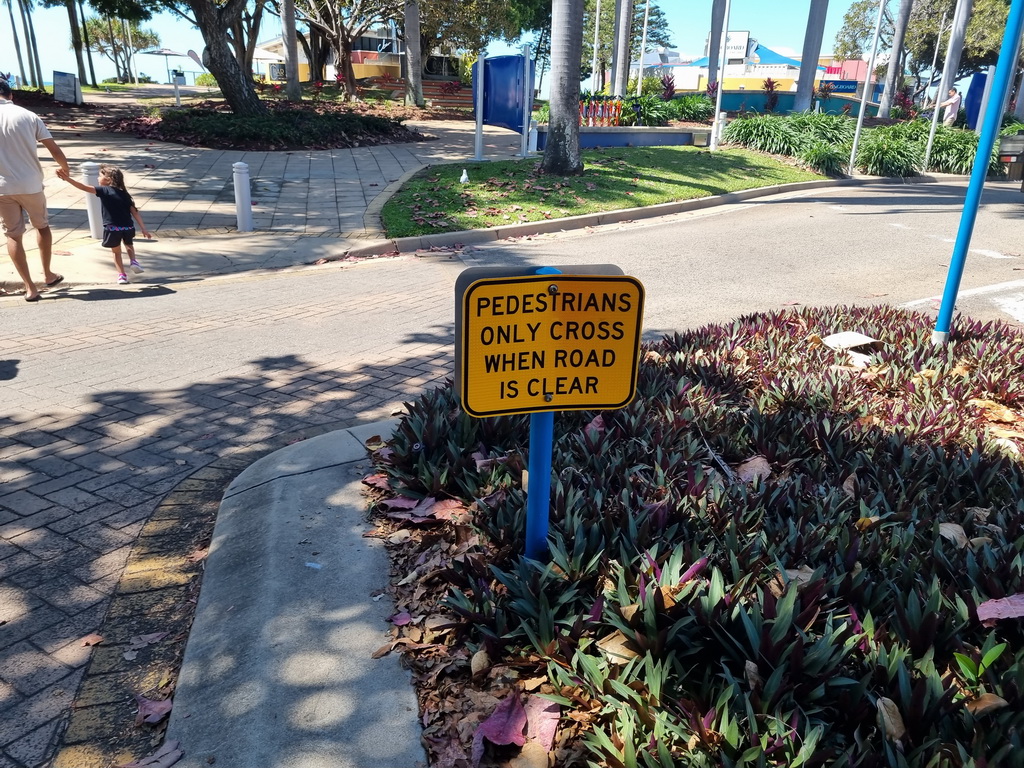 PEDESTRIANS
ONLY CROSS
WHEN ROAD
IS CLEAR